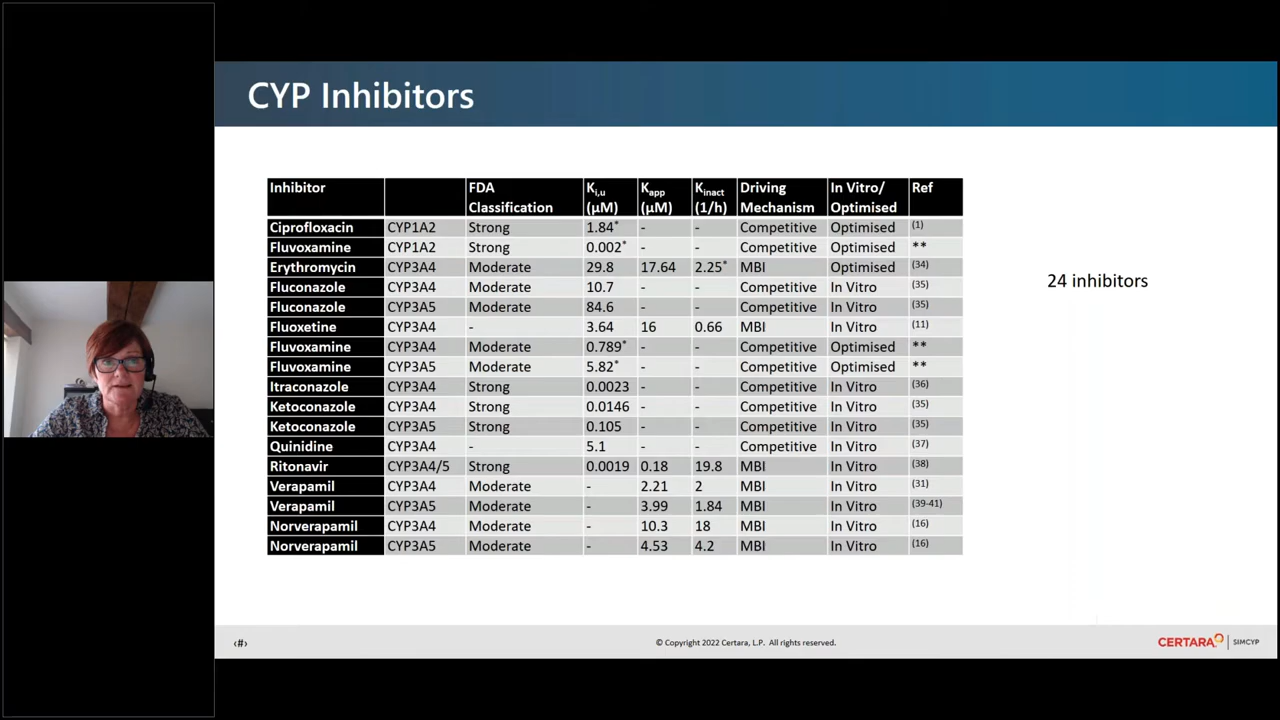 CYP Inhibitors
Inhibitor FDA Classification Ki,u (µM) Kapp (µM) Kinact (1/h) Driving Mechanism In Vitro/ Optimised Ref
Ciprofloxacin CYP1A2 Strong 1.84* - - Competitive Optimised (1)
Fluvoxamine CYP1A2 Strong 0.002* - - Competitive Optimised **
Erythromycin CYP3A4 Moderate 29.8 17.64 2.25* MBI Optimised (34)
Fluconazole CYP3A4 Moderate 10.7 - - Competitive In Vitro (35)
Fluconazole CYP3A5 Moderate 84.6 - - Competitive In Vitro (35)
Fluoxetine CYP3A4 - 3.64 16 0.66 MBI In Vitro (11)
Fluvoxamine CYP3A4 Moderate 0.789* - - Competitive Optimised **
Fluvoxamine CYP3A5 Moderate 5.82* - - Competitive Optimised **
Itraconazole CYP3A4 Strong 0.0023 - - Competitive In Vitro (36)
Ketoconazole CYP3A4 Strong 0.0146 - - Competitive In Vitro (35)
Ketoconazole CYP3A5 Strong 0.105 - - Competitive In Vitro (35)
Quinidine CYP3A4 - 5.1 - - Competitive In Vitro (37)
Ritonavir CYP3A4/5 Strong 0.0019 0.18 19.8 MBI In Vitro (38)
Verapamil CYP3A4 Moderate - 2.21 2 MBI In Vitro (31)
Verapamil CYP3A5 Moderate - 3.99 1.84 MBI In Vitro (39-41)
Norverapamil CYP3A4 Moderate - 10.3 18 MBI In Vitro (16)
Norverapamil CYP3A5 Moderate - 4.53 4.2 MBI In Vitro (16)
24 inhibitors
‹#›
© Copyright 2022 Certara, L.P. All rights reserved.
CERTARA | SIMCYP